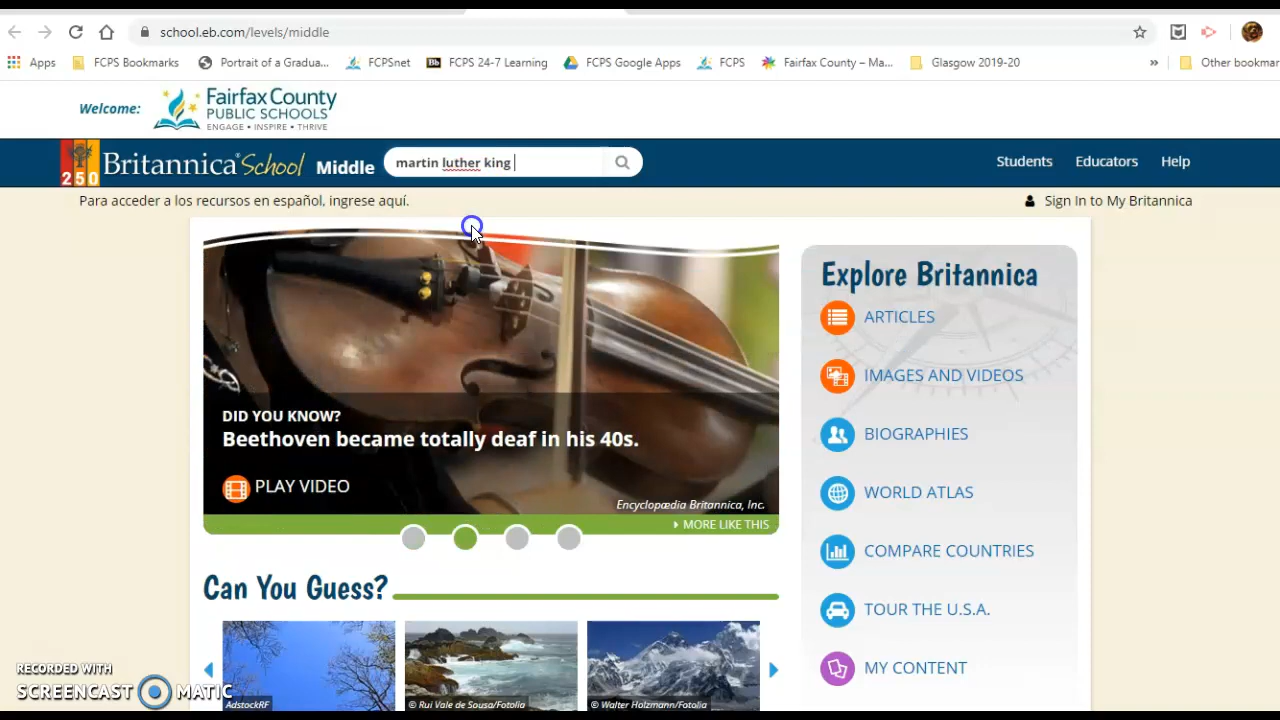 school.eb.com/levels/middle
Apps FCPS Bookmarks Portrait of a Gradua... FCPSnet Bb FCPS 24-7 Learning FCPS Google Apps FCPS Fairfax County – Ma... Glasgow 2019-20 » Other bookmar
Welcome: Fairfax County
PUBLIC SCHOOLS
ENGAGE • INSPIRE • THRIVE
250 Britannica School Middle martin luther king Students Educators Help
Para acceder a los recursos en español, ingrese aquí. Sign In to My Britannica
DID YOU KNOW?
Beethoven became totally deaf in his 40s.
PLAY VIDEO
Encyclopædia Britannica, Inc.
MORE LIKE THIS
Can You Guess?
AdstockRF © Rui Vale de Sousa/Fotolia © Walter Holzmann/Fotolia
Explore Britannica
ARTICLES
IMAGES AND VIDEOS
BIOGRAPHIES
WORLD ATLAS
COMPARE COUNTRIES
TOUR THE U.S.A.
MY CONTENT
RECORDED WITH
SCREENCAST MATIC